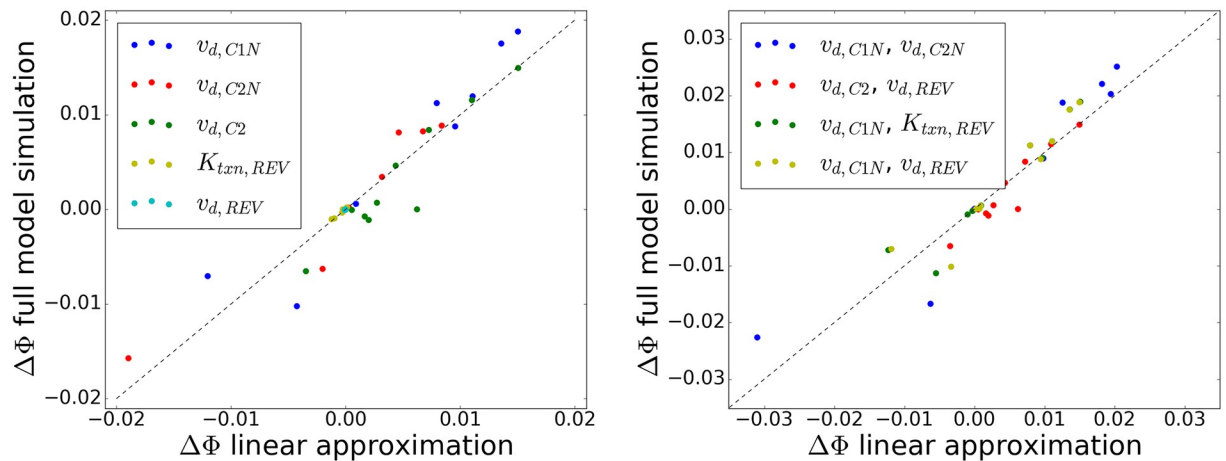 0.02
0.01
0.00
−0.01
−0.02
−0.02
−0.01
0.00
0.01
0.02
ΔΦ full model simulation
ΔΦ linear approximation
v_{d,C1N}
v_{d,C2N}
v_{d,C2}
K_{txn,REV}
v_{d,REV}
0.03
0.02
0.01
0.00
−0.01
−0.02
−0.03
−0.03
−0.02
−0.01
0.00
0.01
0.02
0.03
ΔΦ full model simulation
ΔΦ linear approximation
v_{d,C1N}, v_{d,C2N}
v_{d,C2}, v_{d,REV}
v_{d,C1N}, K_{txn,REV}
v_{d,C1N}, v_{d,REV}